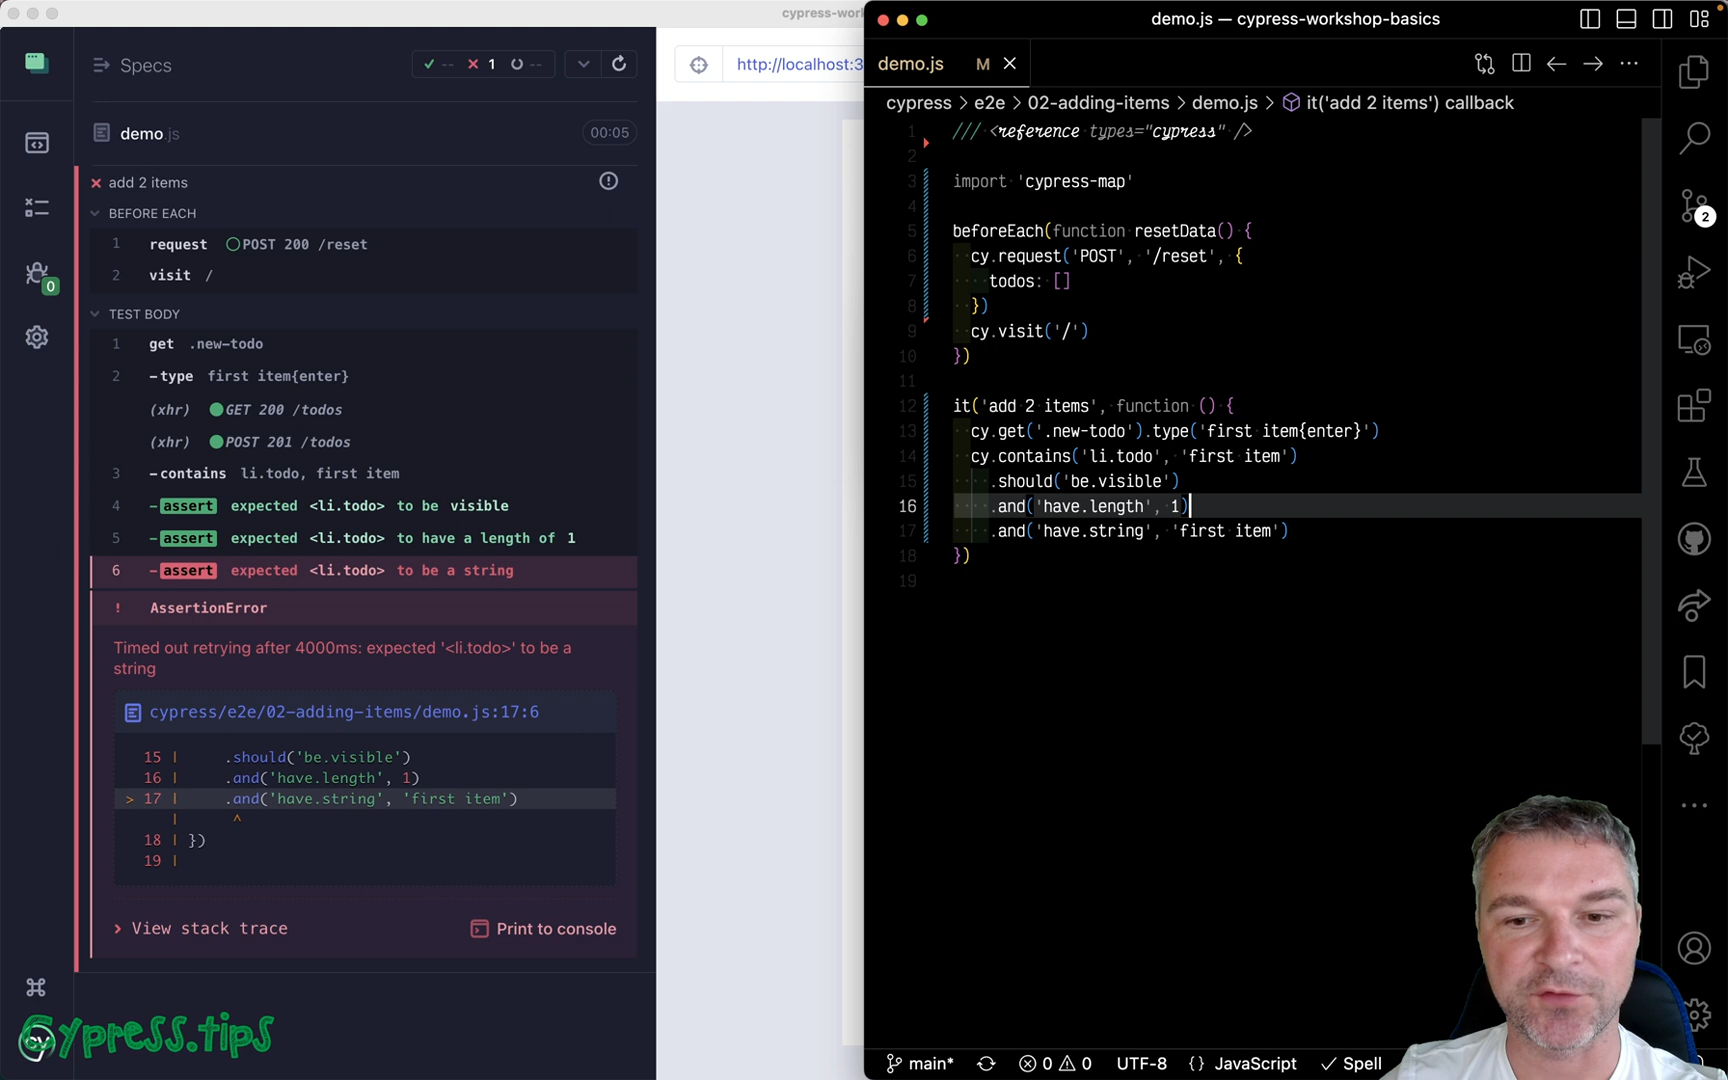 cypress-wor
Specs
✓ -- ✕ 1 --
demo.js
00:05
✕ add 2 items
BEFORE EACH
1 request POST 200 /reset
2 visit /
TEST BODY
1 get .new-todo
2 -type first item{enter}
(xhr) GET 200 /todos
(xhr) POST 201 /todos
3 -contains li.todo, first item
4 -assert expected <li.todo> to be visible
5 -assert expected <li.todo> to have a length of 1
6 -assert expected <li.todo> to be a string
! AssertionError
Timed out retrying after 4000ms: expected '<li.todo>' to be a
string
cypress/e2e/02-adding-items/demo.js:17:6
15 | .should('be.visible')
16 | .and('have.length', 1)
> 17 | .and('have.string', 'first item')
| ^
18 | })
19 |
> View stack trace
Print to console
0
cy
Cypress.tips
http://localhost:3
demo.js — cypress-workshop-basics
demo.js M
cypress > e2e > 02-adding-items > demo.js > it('add 2 items') callback
1 /// <reference types="cypress" />
2
3 import 'cypress-map'
4
5 beforeEach(function resetData() {
6 cy.request('POST', '/reset', {
7 todos: []
8 })
9 cy.visit('/')
10 })
11
12 it('add 2 items', function () {
13 cy.get('.new-todo').type('first item{enter}')
14 cy.contains('li.todo', 'first item')
15 .should('be.visible')
16 .and('have.length', 1)
17 .and('have.string', 'first item')
18 })
19
2
main* 0 0 UTF-8 {} JavaScript ✓ Spell